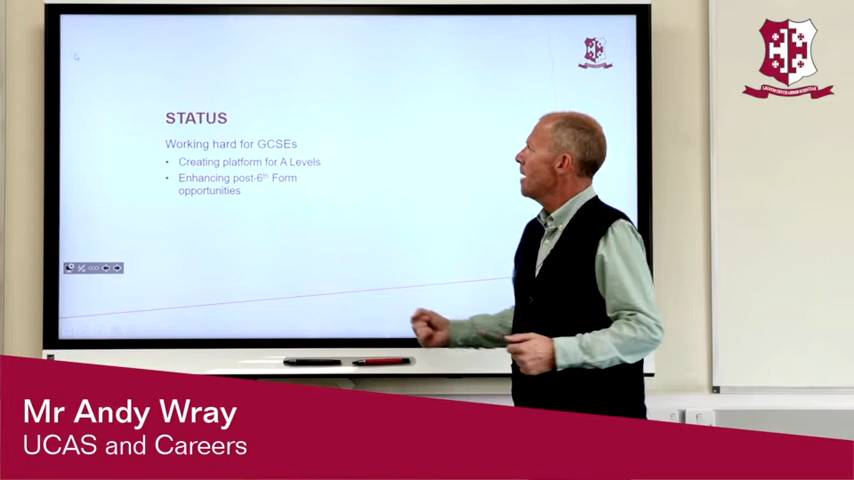 STATUS
Working hard for GCSEs
• Creating platform for A Levels
• Enhancing post-6th Form
opportunities
Mr Andy Wray
UCAS and Careers